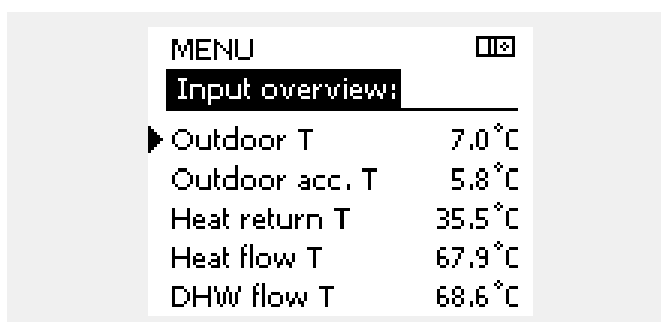 MENU
Input overview:
Outdoor T 7.0°C
Outdoor acc. T 5.8°C
Heat return T 35.5°C
Heat flow T 67.9°C
DHW flow T 68.6°C